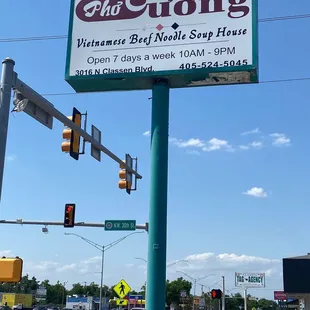 Phở Cuong
Vietnamese Beef Noodle Soup House
Open 7 days a week 10AM - 9PM
3016 N Classen Blvd.
405-524-5045
NW 30th St
TAG AGENCY